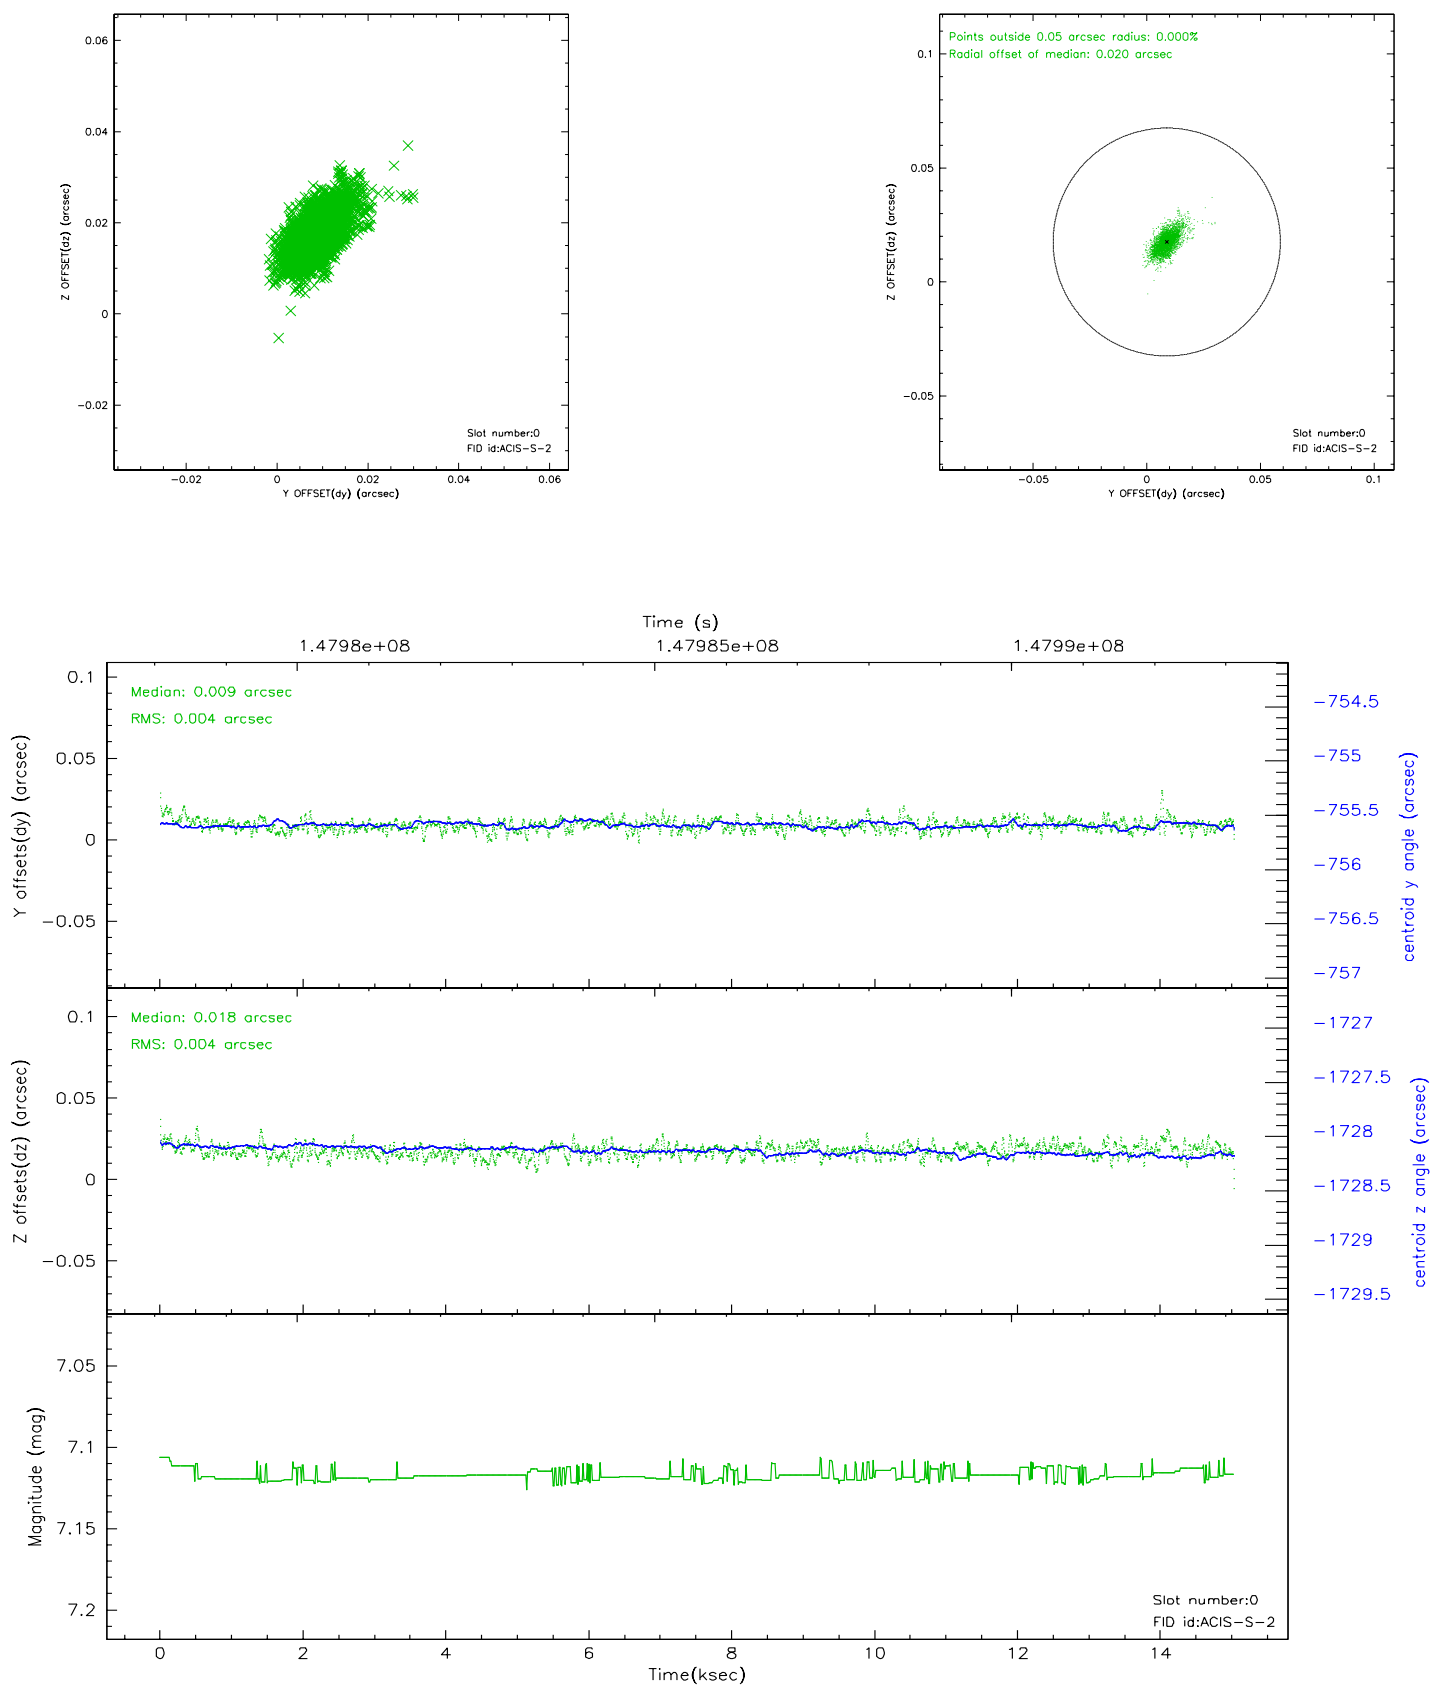 0.06
0.04
0.02
0
−0.02
Z OFFSET(dz) (arcsec)
−0.02 0 0.02 0.04 0.06
Y OFFSET(dy) (arcsec)
Slot number:0
FID id:ACIS−S−2
Points outside 0.05 arcsec radius: 0.000%
Radial offset of median: 0.020 arcsec
0.1
0.05
0
−0.05
Z OFFSET(dz) (arcsec)
−0.05 0 0.05 0.1
Y OFFSET(dy) (arcsec)
Slot number:0
FID id:ACIS−S−2
Time (s)
1.4798e+08 1.47985e+08 1.4799e+08
Median: 0.009 arcsec
RMS: 0.004 arcsec
0.1
0.05
0
−0.05
Y offsets(dy) (arcsec)
−754.5
−755
−755.5
−756
−756.5
−757
centroid y angle (arcsec)
Median: 0.018 arcsec
RMS: 0.004 arcsec
0.1
0.05
0
−0.05
Z offsets(dz) (arcsec)
−1727
−1727.5
−1728
−1728.5
−1729
−1729.5
centroid z angle (arcsec)
7.05
7.1
7.15
7.2
Magnitude (mag)
Slot number:0
FID id:ACIS−S−2
0 2 4 6 8 10 12 14
Time(ksec)